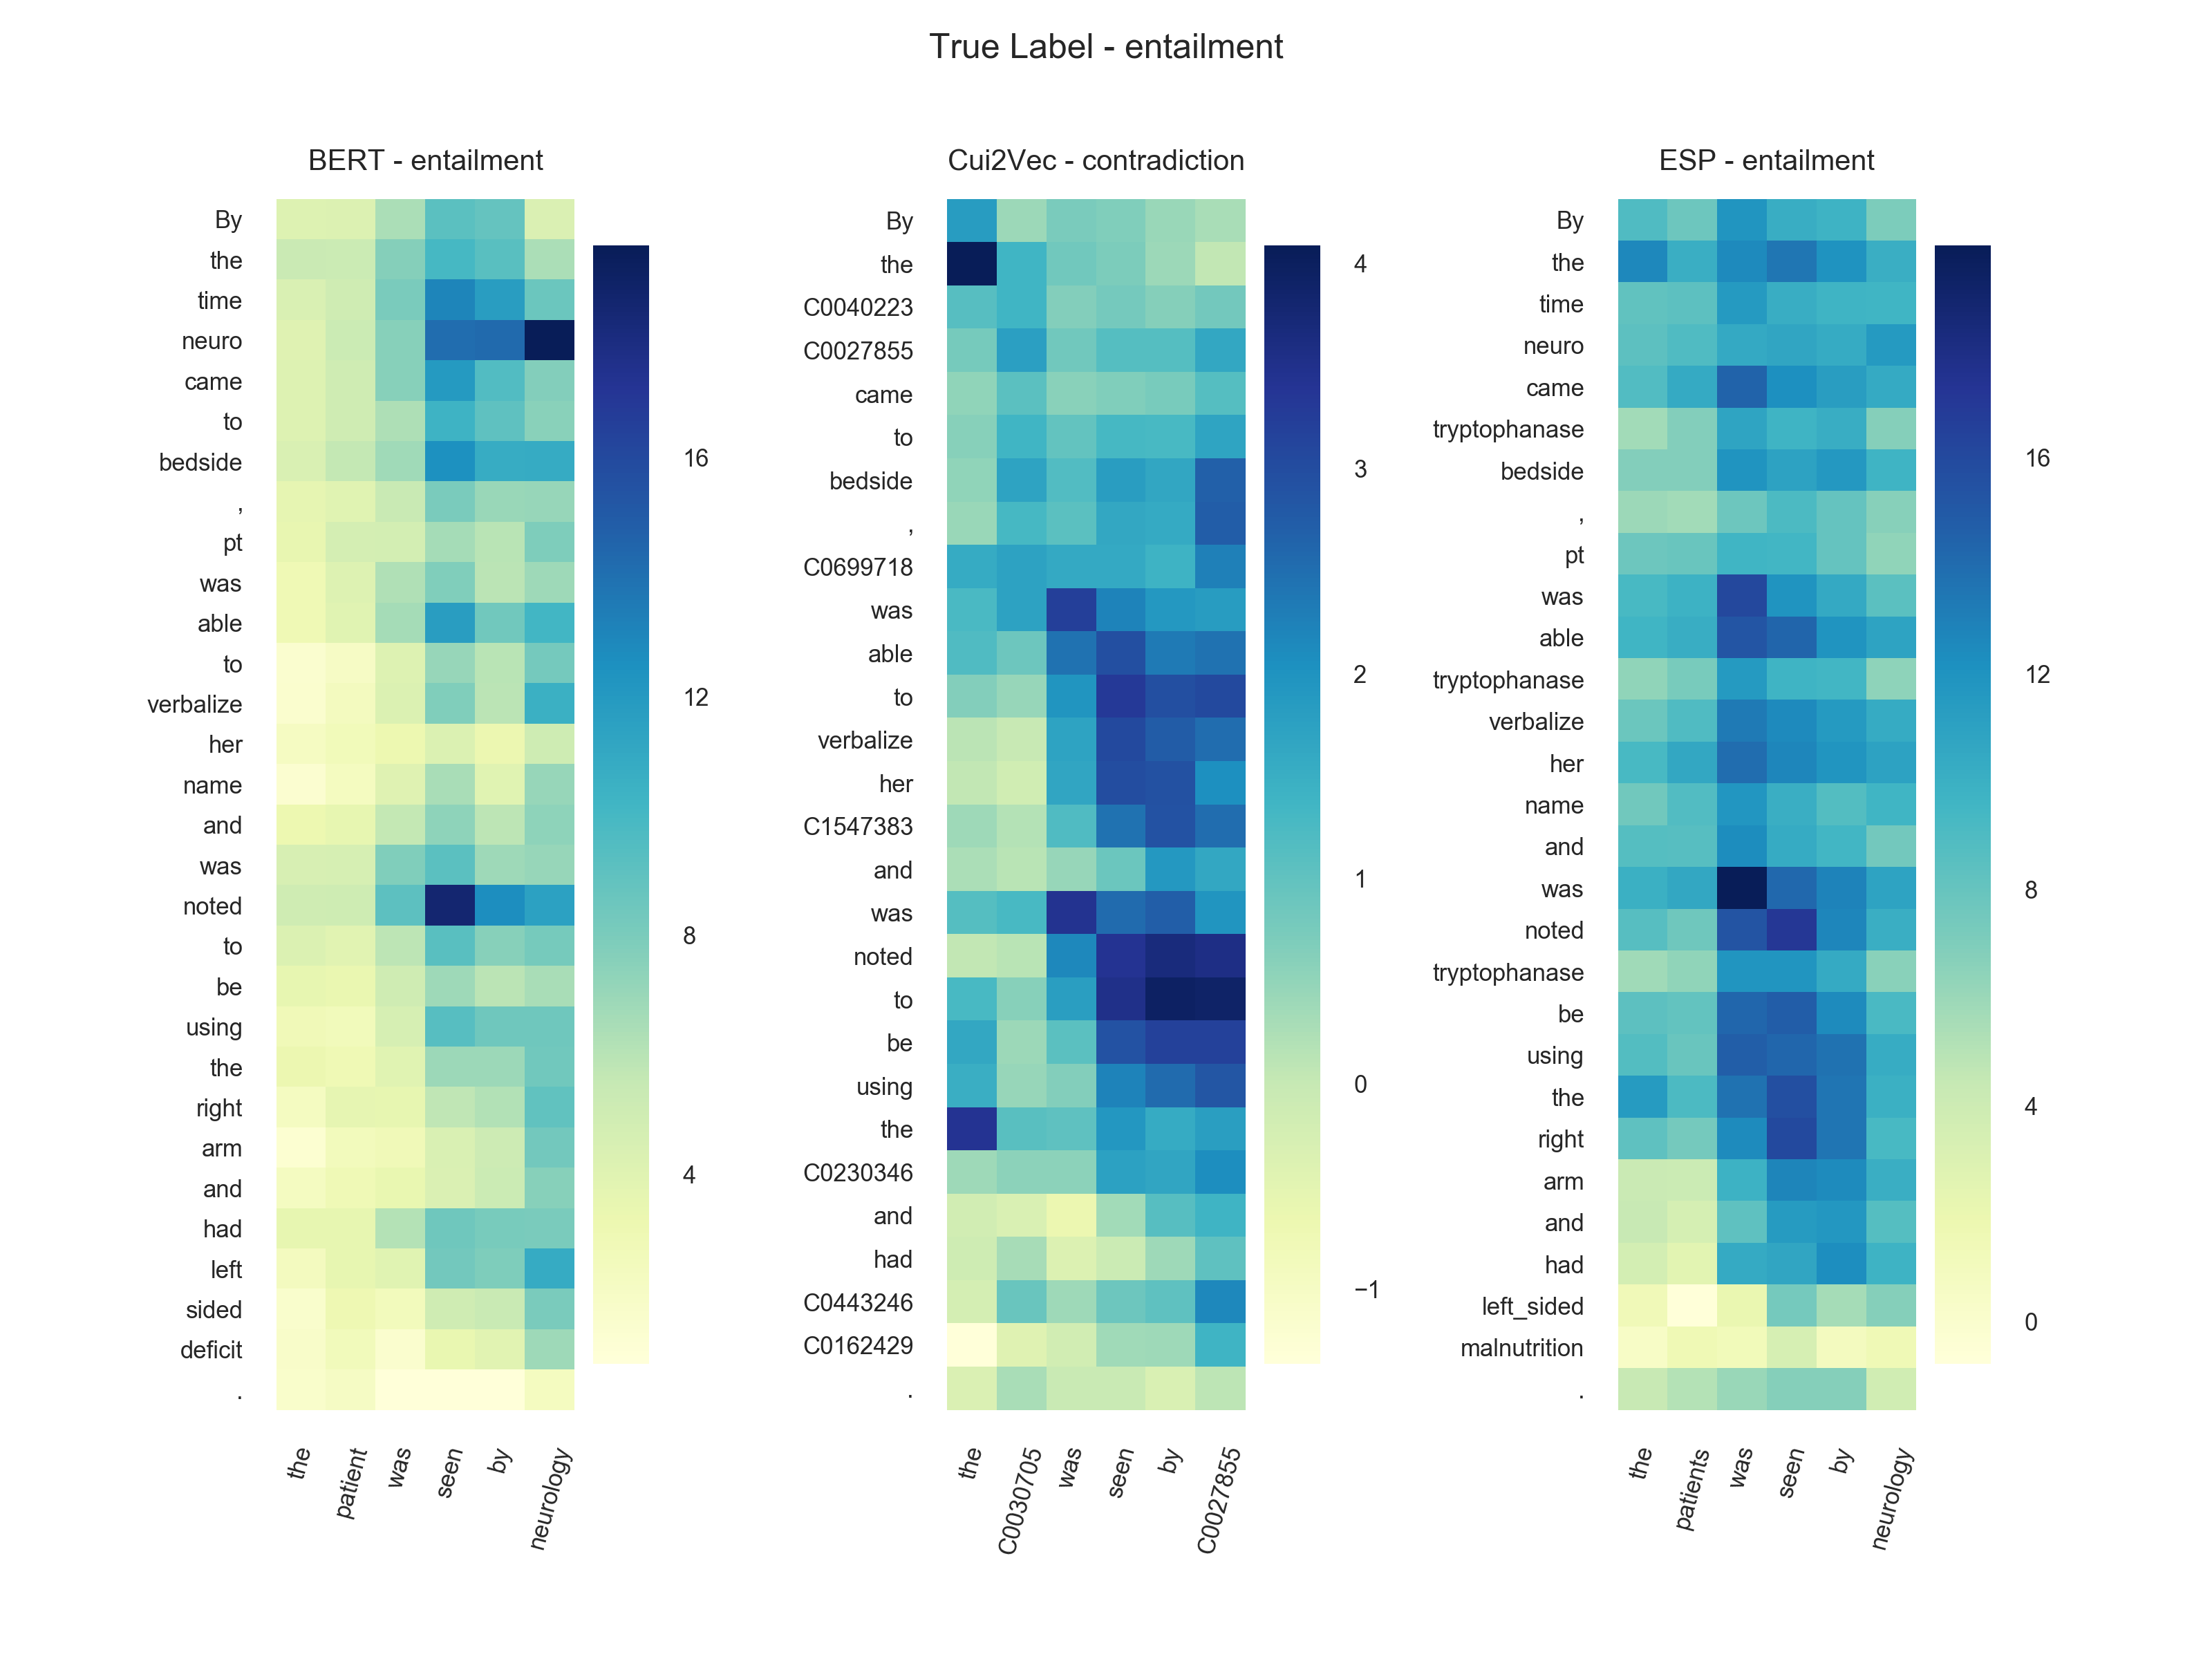 True Label - entailment
BERT - entailment
By
the
time
neuro
came
to
bedside
,
pt
was
able
to
verbalize
her
name
and
was
noted
to
be
using
the
right
arm
and
had
left
sided
deficit
.
the
patient
was
seen
by
neurology
16
12
8
4
Cui2Vec - contradiction
By
the
C0040223
C0027855
came
to
bedside
,
C0699718
was
able
to
verbalize
her
C1547383
and
was
noted
to
be
using
the
C0230346
and
had
C0443246
C0162429
.
the
C0030705
was
seen
by
C0027855
4
3
2
1
0
−1
ESP - entailment
By
the
time
neuro
came
tryptophanase
bedside
,
pt
was
able
tryptophanase
verbalize
her
name
and
was
noted
tryptophanase
be
using
the
right
arm
and
had
left_sided
malnutrition
.
the
patients
was
seen
by
neurology
16
12
8
4
0